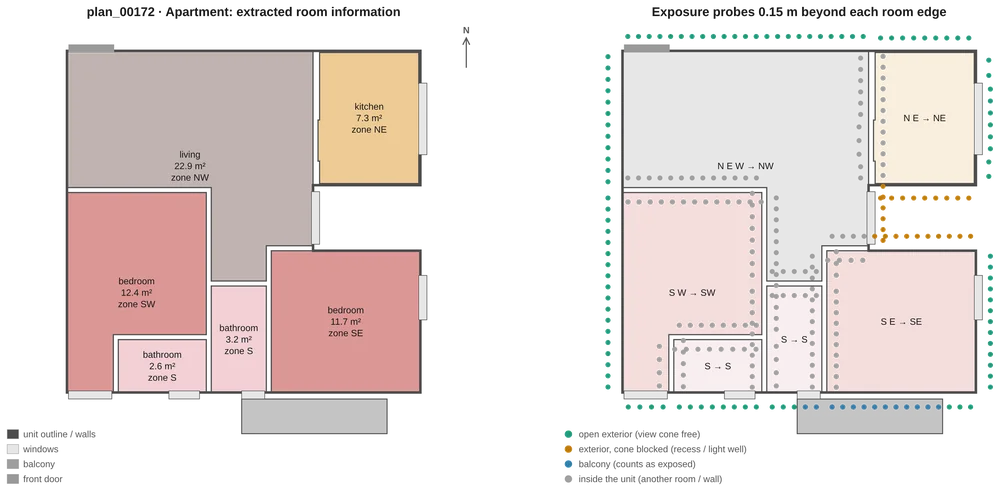 plan_00172 · Apartment: extracted room information
N
kitchen
7.3 m²
zone NE
living
22.9 m²
zone NW
bedroom
12.4 m²
zone SW
bedroom
11.7 m²
zone SE
bathroom
3.2 m²
zone S
bathroom
2.6 m²
zone S
unit outline / walls
windows
balcony
front door
Exposure probes 0.15 m beyond each room edge
N E → NE
N E W → NW
S W → SW
S E → SE
S → S
S → S
open exterior (view cone free)
exterior, cone blocked (recess / light well)
balcony (counts as exposed)
inside the unit (another room / wall)